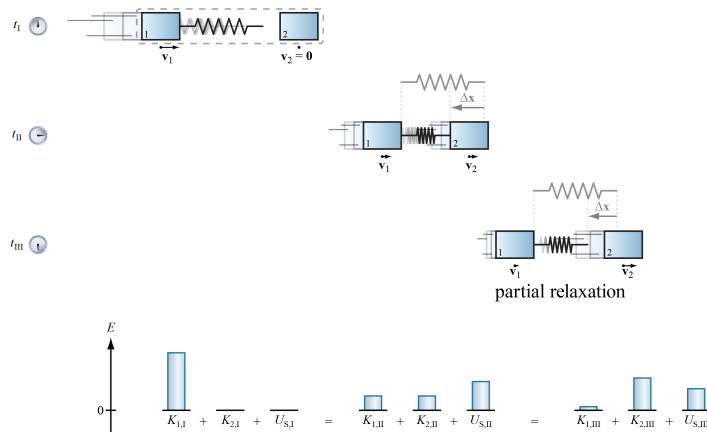 t_I
1
2
v_1
v_2 = 0
Δx
t_II
1
2
v_1
v_2
Δx
t_III
1
2
v_1
v_2
partial relaxation
E
0
K_1,I + K_2,I + U_S,I = K_1,II + K_2,II + U_S,II = K_1,III + K_2,III + U_S,III